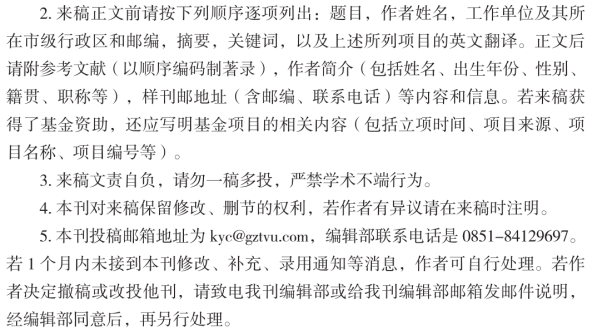 2. 来稿正文前请按下列顺序逐项列出：题目，作者姓名，工作单位及其所
在市级行政区和邮编，摘要，关键词，以及上述所列项目的英文翻译。正文后
请附参考文献（以顺序编码制著录），作者简介（包括姓名、出生年份、性别、
籍贯、职称等），样刊邮地址（含邮编、联系电话）等内容和信息。若来稿获
得了基金资助，还应写明基金项目的相关内容（包括立项时间、项目来源、项
目名称、项目编号等）。
3. 来稿文责自负，请勿一稿多投，严禁学术不端行为。
4. 本刊对来稿保留修改、删节的权利，若作者有异议请在来稿时注明。
5. 本刊投稿邮箱地址为 kyc@gztvu.com，编辑部联系电话是 0851-84129697。
若 1 个月内未接到本刊修改、补充、录用通知等消息，作者可自行处理。若作
者决定撤稿或改投他刊，请致电我刊编辑部或给我刊编辑部邮箱发邮件说明，
经编辑部同意后，再另行处理。